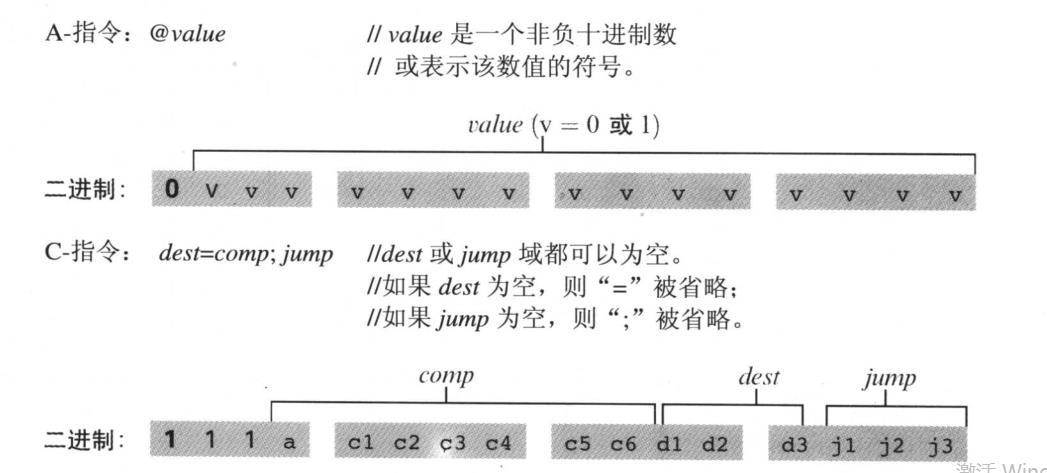 A-指令：@value // value 是一个非负十进制数
// 或表示该数值的符号。
value (v = 0 或 1)
二进制: 0 v v v v v v v v v v v v v v v
C-指令： dest=comp; jump //dest 或 jump 域都可以为空。
//如果 dest 为空，则“=”被省略；
//如果 jump 为空，则“;”被省略。
comp dest jump
二进制: 1 1 1 a c1 c2 c3 c4 c5 c6 d1 d2 d3 j1 j2 j3